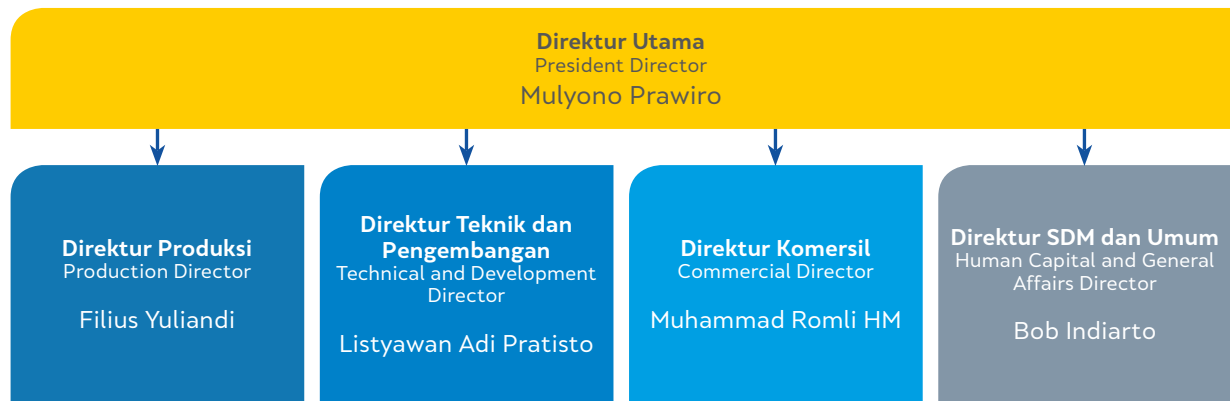 Direktur Utama
President Director
Mulyono Prawiro
Direktur Produksi
Production Director
Filius Yuliandi
Direktur Teknik dan
Pengembangan
Technical and Development
Director
Listyawan Adi Pratisto
Direktur Komersil
Commercial Director
Muhammad Romli HM
Direktur SDM dan Umum
Human Capital and General
Affairs Director
Bob Indiarto